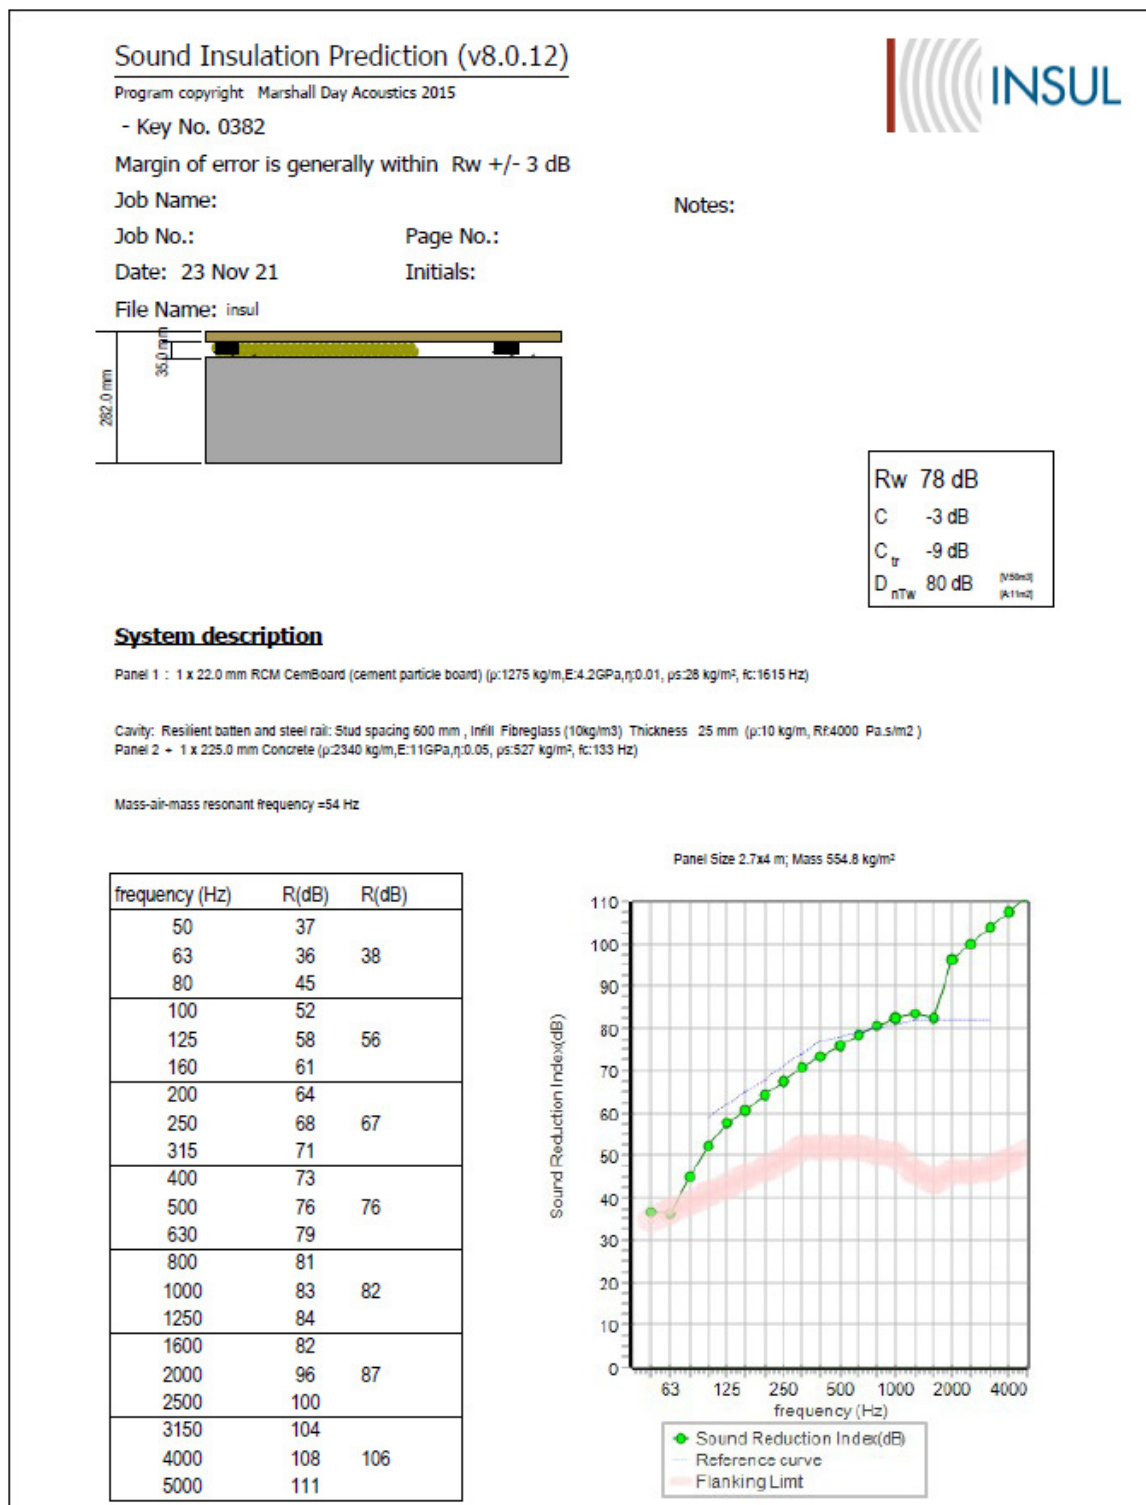 Sound Insulation Prediction (v8.0.12)
INSUL
Program copyright Marshall Day Acoustics 2015
- Key No. 0382
Margin of error is generally within Rw +/- 3 dB
Job Name:
Notes:
Job No.: Page No.:
Date: 23 Nov 21 Initials:
File Name: insul
35.0 mm
282.0 mm
Rw 78 dB
C -3 dB
Ctr -9 dB
DnTw 80 dB [V:50m3]
[A:11m2]
System description
Panel 1 : 1 x 22.0 mm RCM CemBoard (cement particle board) (ρ:1275 kg/m,E:4.2GPa,η:0.01, ρs:28 kg/m², fc:1615 Hz)
Cavity: Resilient batten and steel rail: Stud spacing 600 mm , Infill Fibreglass (10kg/m3) Thickness 25 mm (ρ:10 kg/m, Rf:4000 Pa.s/m2 )
Panel 2 + 1 x 225.0 mm Concrete (ρ:2340 kg/m,E:11GPa,η:0.05, ρs:527 kg/m², fc:133 Hz)
Mass-air-mass resonant frequency =54 Hz
Panel Size 2.7x4 m; Mass 554.8 kg/m²
frequency (Hz) R(dB) R(dB)
50 37
63 36 38
80 45
100 52
125 58 56
160 61
200 64
250 68 67
315 71
400 73
500 76 76
630 79
800 81
1000 83 82
1250 84
1600 82
2000 96 87
2500 100
3150 104
4000 108 106
5000 111
Sound Reduction Index(dB)
110
100
90
80
70
60
50
40
30
20
10
0
63 125 250 500 1000 2000 4000
frequency (Hz)
Sound Reduction Index(dB)
Reference curve
Flanking Limt